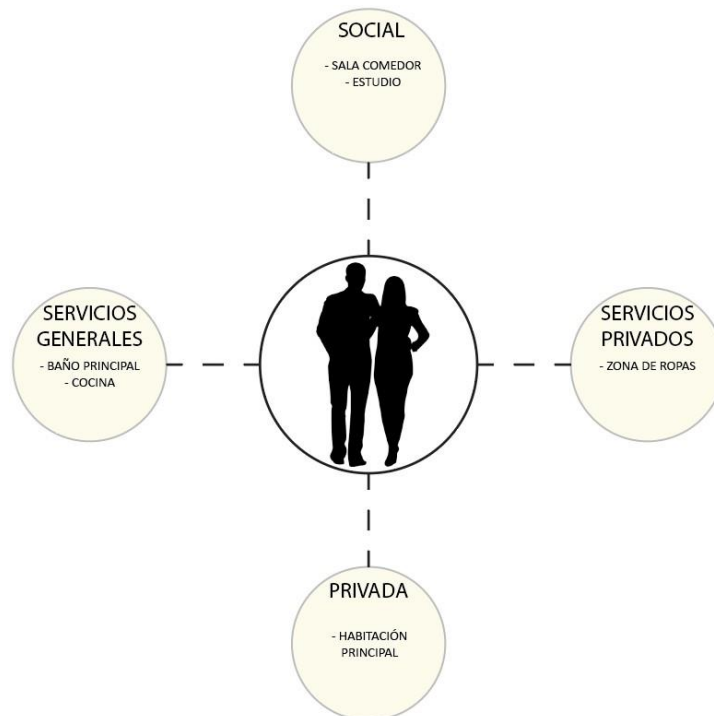 SOCIAL
- SALA COMEDOR
- ESTUDIO
SERVICIOS
GENERALES
- BAÑO PRINCIPAL
- COCINA
SERVICIOS
PRIVADOS
- ZONA DE ROPAS
PRIVADA
- HABITACIÓN
PRINCIPAL